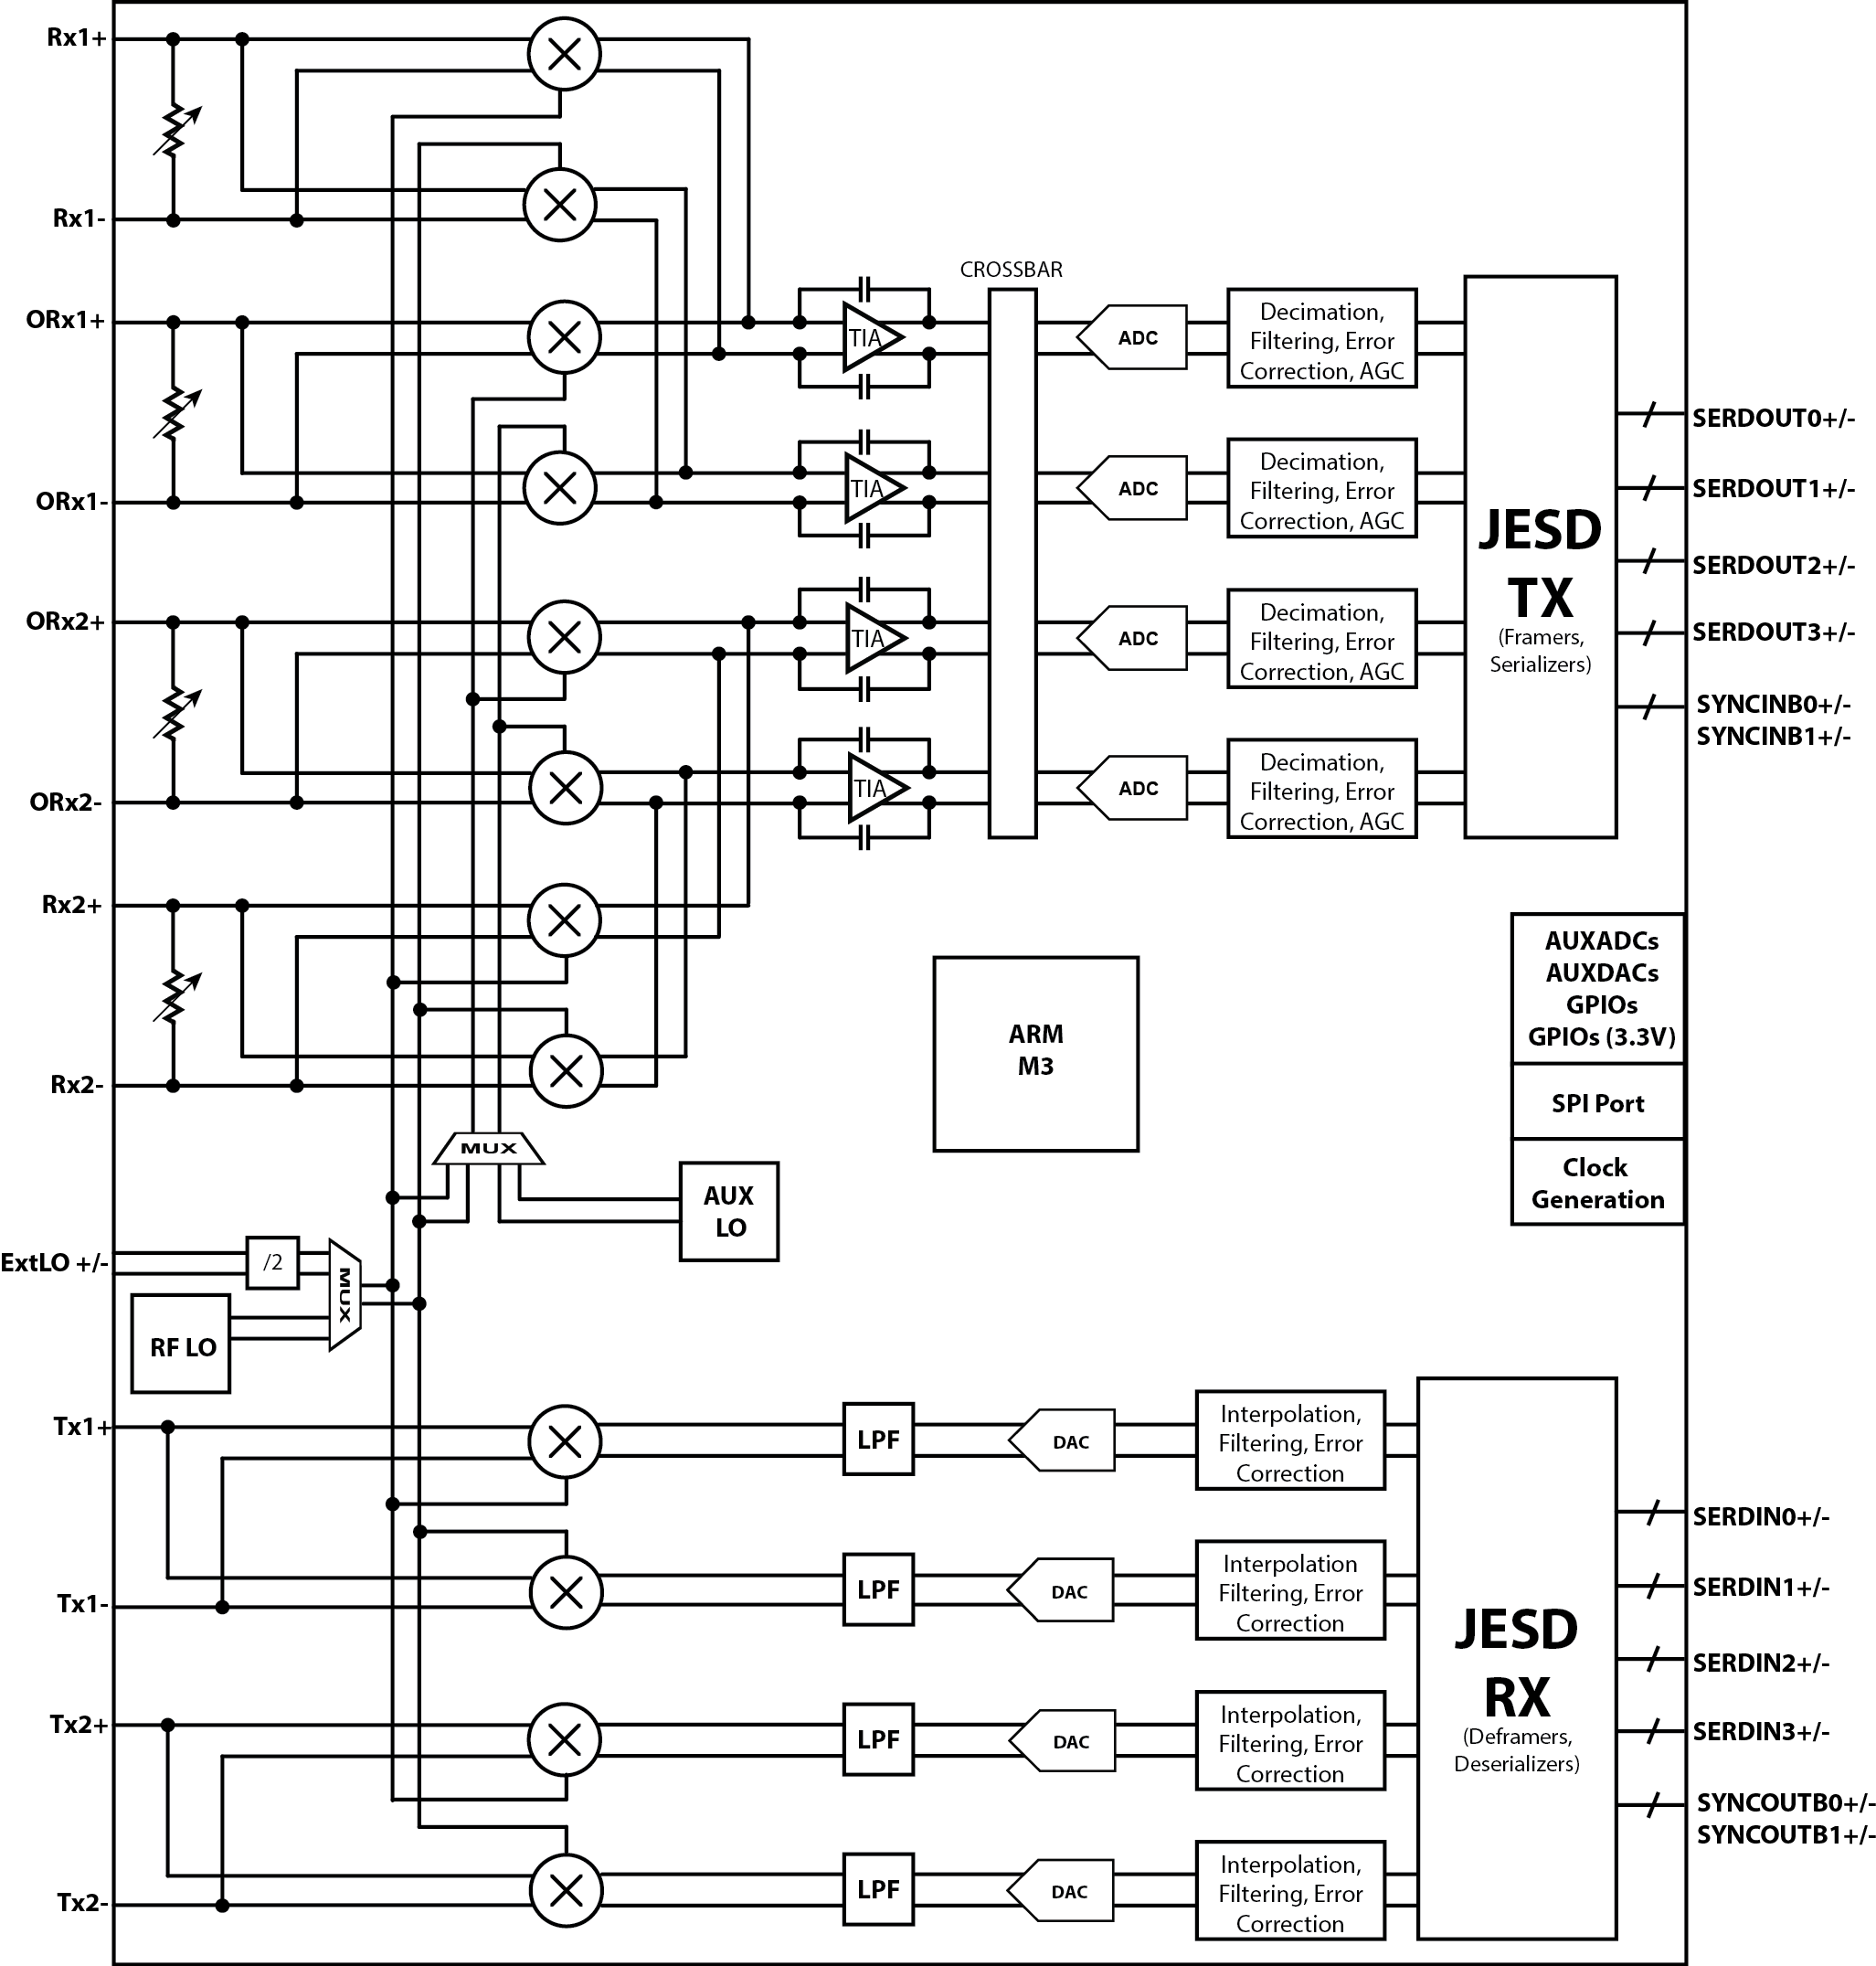 Rx1+
Rx1-
CROSSBAR
ORx1+
TIA
ADC
Decimation,
Filtering, Error
Correction, AGC
ORx1-
TIA
ADC
Decimation,
Filtering, Error
Correction, AGC
ORx2+
TIA
ADC
Decimation,
Filtering, Error
Correction, AGC
ORx2-
TIA
ADC
Decimation,
Filtering, Error
Correction, AGC
JESD
TX
(Framers,
Serializers)
SERDOUT0+/-
SERDOUT1+/-
SERDOUT2+/-
SERDOUT3+/-
SYNCINB0+/-
SYNCINB1+/-
Rx2+
Rx2-
ARM
M3
AUXADCs
AUXDACs
GPIOs
GPIOs (3.3V)
SPI Port
Clock
Generation
MUX
AUX
LO
ExtLO +/-
/2
MUX
RF LO
Tx1+
LPF
DAC
Interpolation,
Filtering, Error
Correction
Tx1-
LPF
DAC
Interpolation
Filtering, Error
Correction
Tx2+
LPF
DAC
Interpolation,
Filtering, Error
Correction
Tx2-
LPF
DAC
Interpolation,
Filtering, Error
Correction
JESD
RX
(Deframers,
Deserializers)
SERDIN0+/-
SERDIN1+/-
SERDIN2+/-
SERDIN3+/-
SYNCOUTB0+/-
SYNCOUTB1+/-